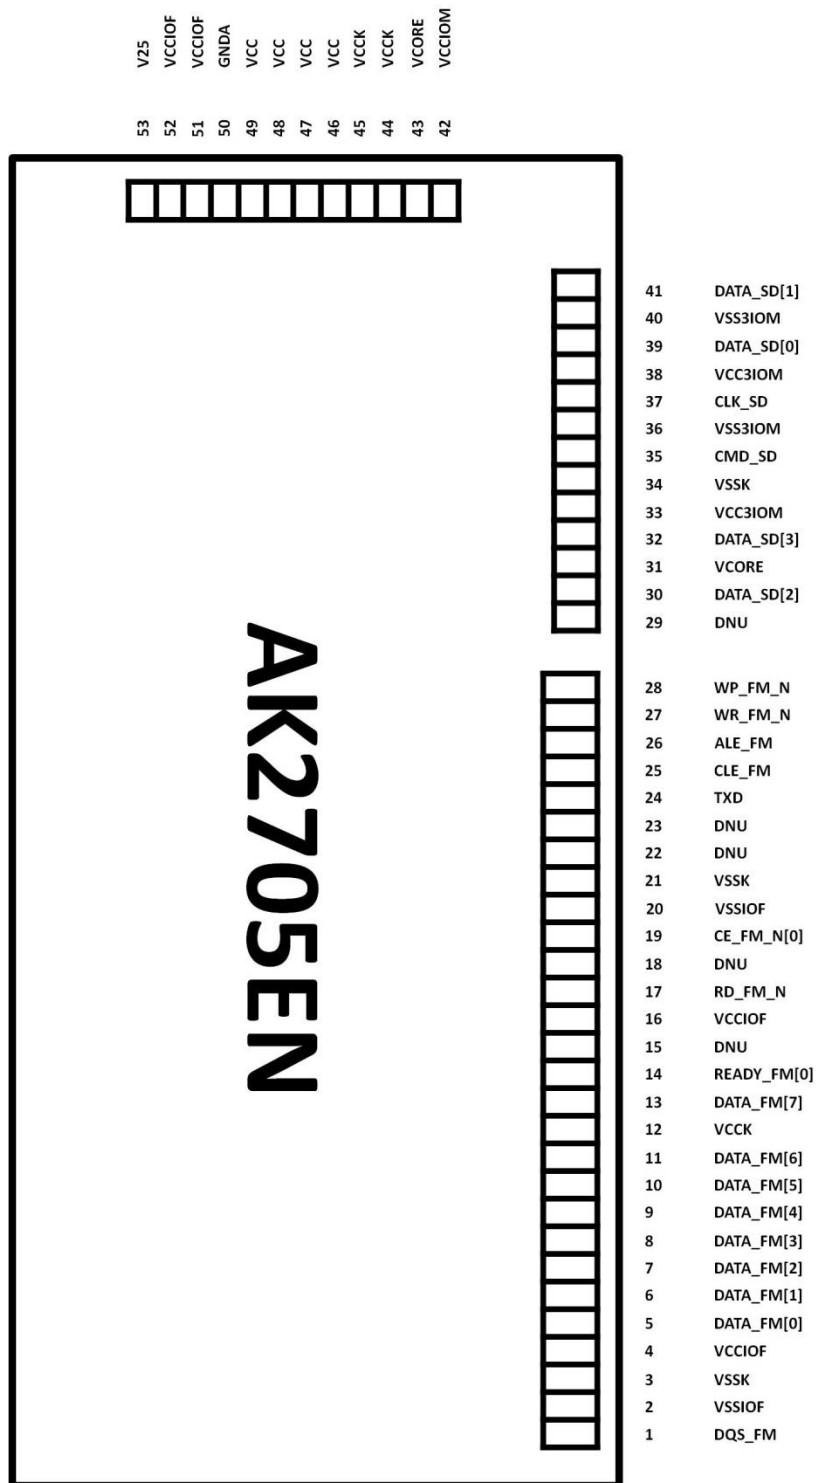 V25
VCCIOF
VCCIOF
GNDA
VCC
VCC
VCC
VCC
VCCK
VCCK
VCORE
VCCIOM
53
52
51
50
49
48
47
46
45
44
43
42
41 DATA_SD[1]
40 VSS3IOM
39 DATA_SD[0]
38 VCC3IOM
37 CLK_SD
36 VSS3IOM
35 CMD_SD
34 VSSK
33 VCC3IOM
32 DATA_SD[3]
31 VCORE
30 DATA_SD[2]
29 DNU
28 WP_FM_N
27 WR_FM_N
26 ALE_FM
25 CLE_FM
24 TXD
23 DNU
22 DNU
21 VSSK
20 VSSIOF
19 CE_FM_N[0]
18 DNU
17 RD_FM_N
16 VCCIOF
15 DNU
14 READY_FM[0]
13 DATA_FM[7]
12 VCCK
11 DATA_FM[6]
10 DATA_FM[5]
9 DATA_FM[4]
8 DATA_FM[3]
7 DATA_FM[2]
6 DATA_FM[1]
5 DATA_FM[0]
4 VCCIOF
3 VSSK
2 VSSIOF
1 DQS_FM
AK2705EN